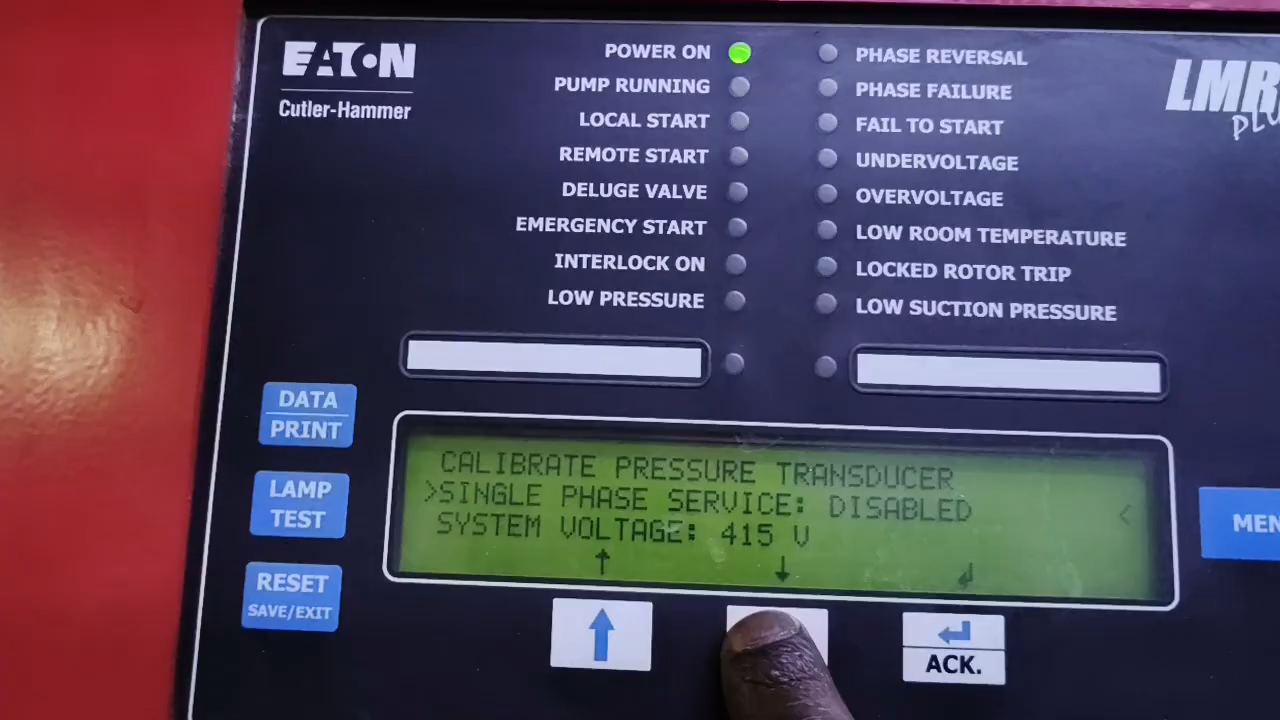 EATON
Cutler-Hammer
POWER ON
PUMP RUNNING
LOCAL START
REMOTE START
DELUGE VALVE
EMERGENCY START
INTERLOCK ON
LOW PRESSURE
PHASE REVERSAL
PHASE FAILURE
FAIL TO START
UNDERVOLTAGE
OVERVOLTAGE
LOW ROOM TEMPERATURE
LOCKED ROTOR TRIP
LOW SUCTION PRESSURE
LMR
PLU
DATA
PRINT
LAMP
TEST
RESET
SAVE/EXIT
CALIBRATE PRESSURE TRANSDUCER
>SINGLE PHASE SERVICE: DISABLED <
SYSTEM VOLTAGE: 415 V
↑ ↓ ↲
MEN
ACK.